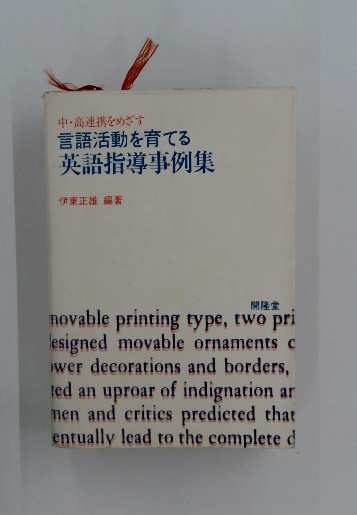 中・高連携をめざす
言語活動を育てる
英語指導事例集
伊東正雄 編著
開隆堂
movable printing type, two pri
esigned movable ornaments c
ower decorations and borders,
ted an uproar of indignation ar
men and critics predicted that
entually lead to the complete d